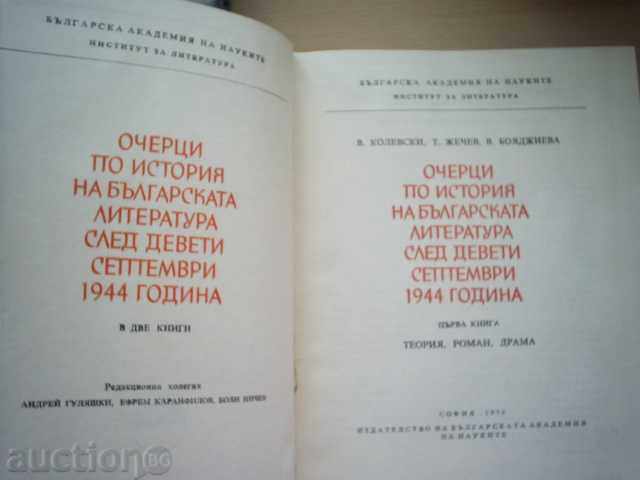 БЪЛГАРСКА АКАДЕМИЯ НА НАУКИТЕ
ИНСТИТУТ ЗА ЛИТЕРАТУРА
ОЧЕРЦИ
ПО ИСТОРИЯ
НА БЪЛГАРСКАТА
ЛИТЕРАТУРА
СЛЕД ДЕВЕТИ
СЕПТЕМВРИ
1944 ГОДИНА
В ДВЕ КНИГИ
Редакционна колегия
АНДРЕЙ ГУЛЯШКИ, ЕФРЕМ КАРАНФИЛОВ, БОЯН НИЧЕВ
БЪЛГАРСКА АКАДЕМИЯ НА НАУКИТЕ
ИНСТИТУТ ЗА ЛИТЕРАТУРА
В. КОЛЕВСКИ, Т. ЖЕЧЕВ, В. БОЯДЖИЕВА
ОЧЕРЦИ
ПО ИСТОРИЯ
НА БЪЛГАРСКАТА
ЛИТЕРАТУРА
СЛЕД ДЕВЕТИ
СЕПТЕМВРИ
1944 ГОДИНА
ПЪРВА КНИГА
ТЕОРИЯ, РОМАН, ДРАМА
СОФИЯ
ИЗДАТЕЛСТВО НА БЪЛГАРСКАТА АКАДЕМИЯ
НА НАУКИТЕ
auction BG